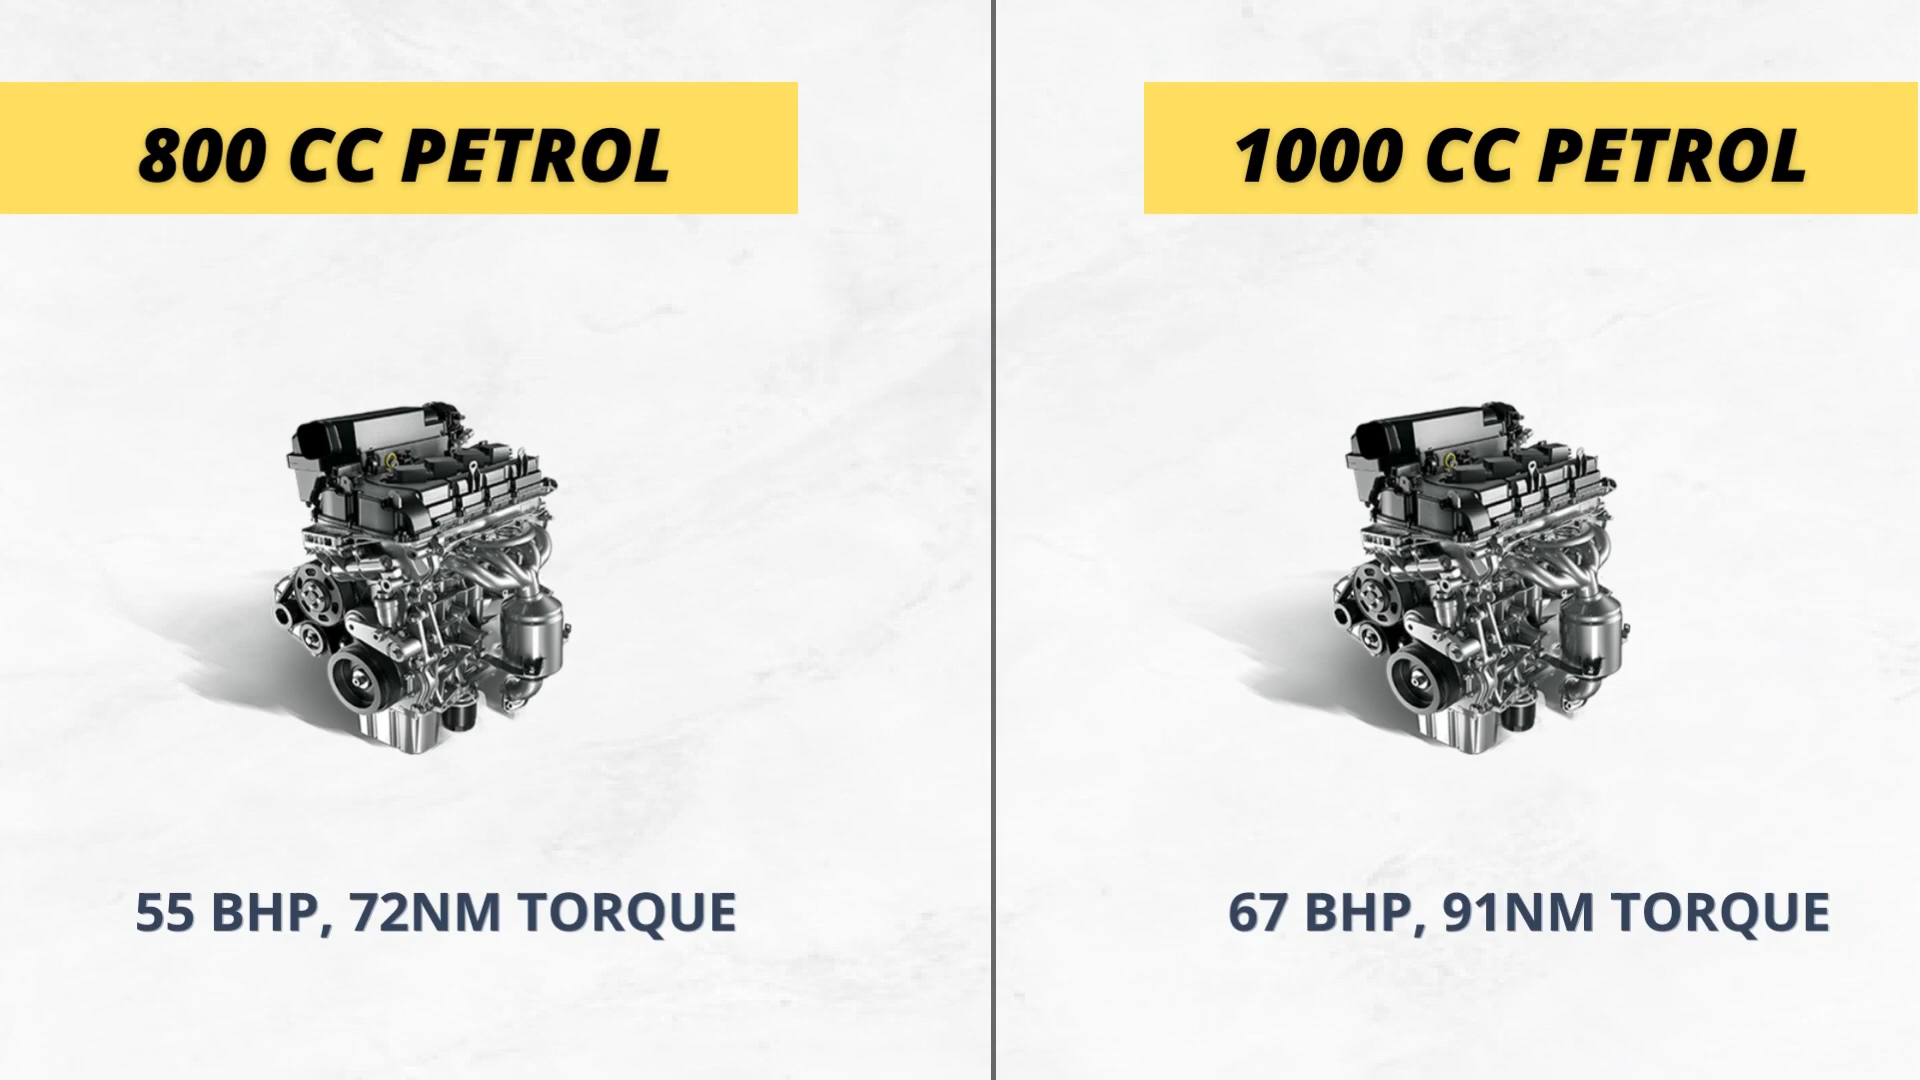 800 CC PETROL
1000 CC PETROL
55 BHP, 72NM TORQUE
67 BHP, 91NM TORQUE